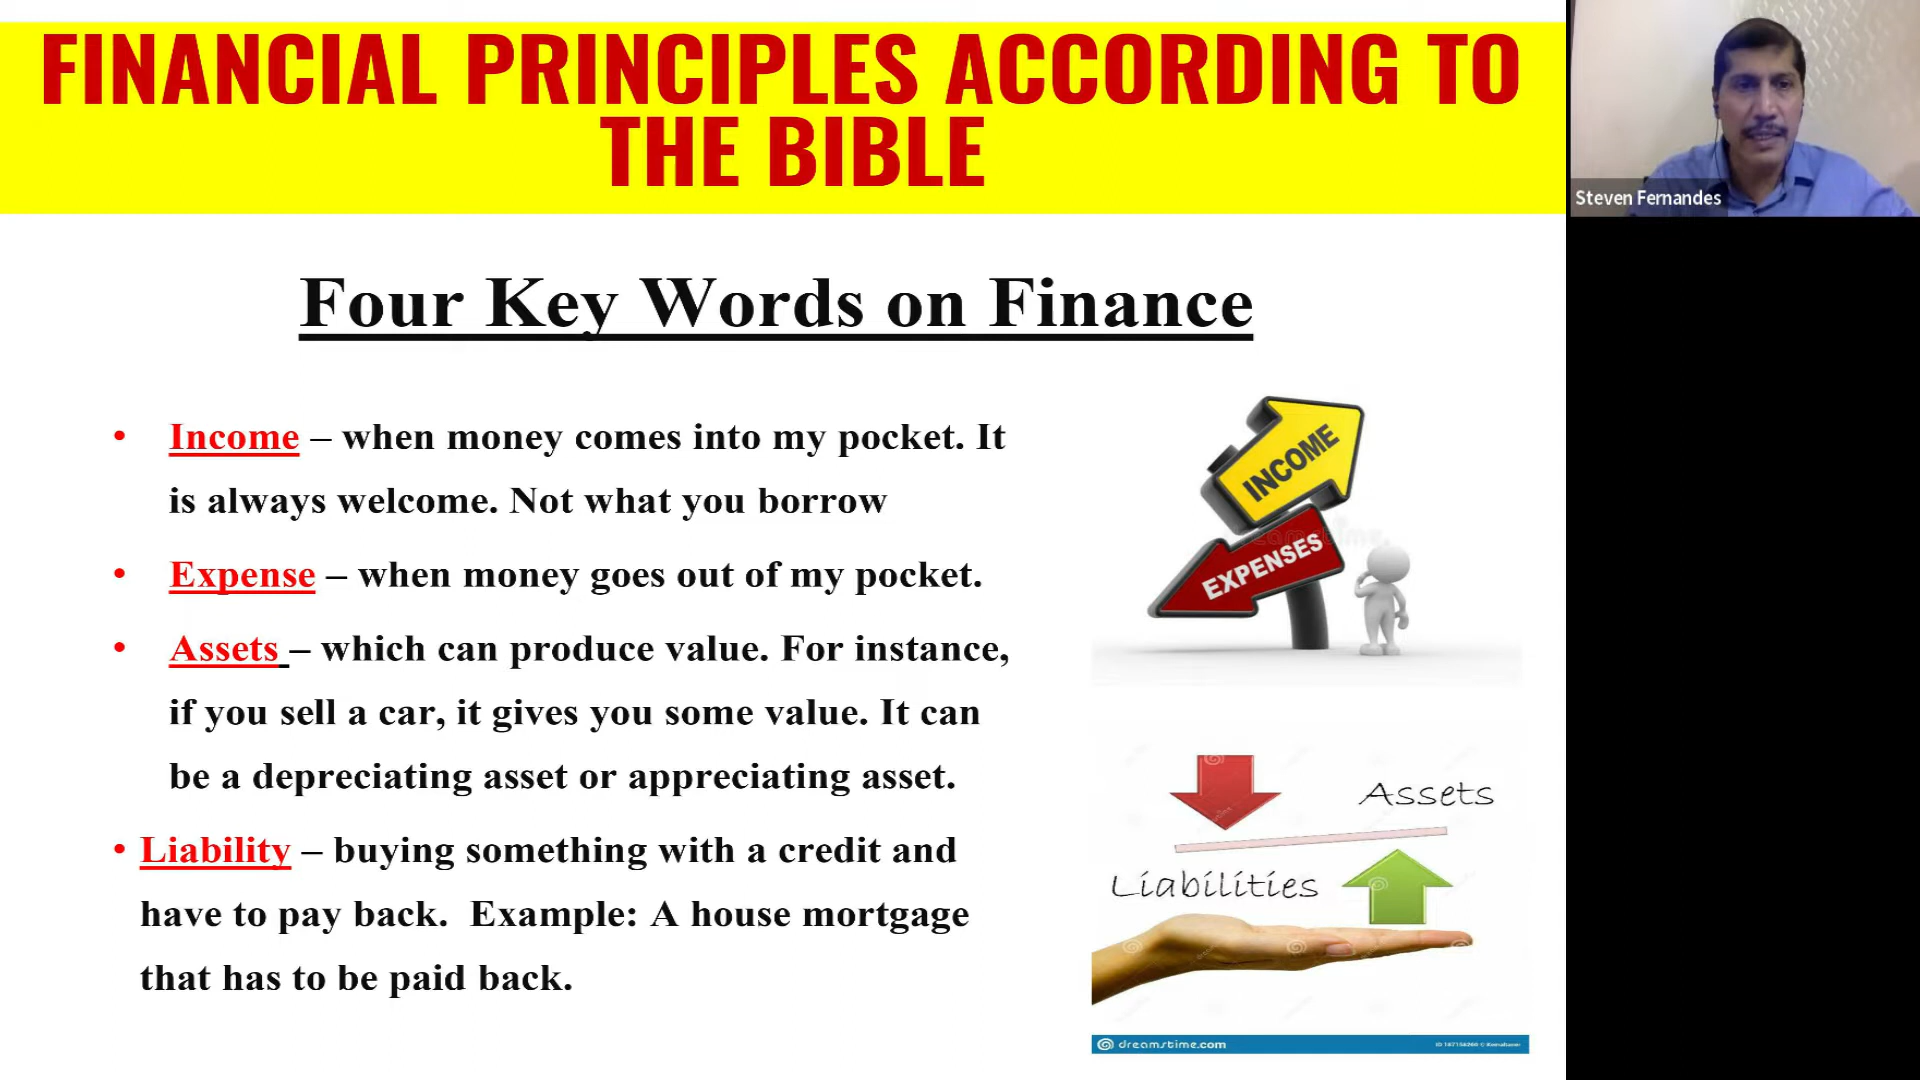 FINANCIAL PRINCIPLES ACCORDING TO
THE BIBLE
Steven Fernandes
Four Key Words on Finance
• Income – when money comes into my pocket. It
is always welcome. Not what you borrow
• Expense – when money goes out of my pocket.
• Assets – which can produce value. For instance,
if you sell a car, it gives you some value. It can
be a depreciating asset or appreciating asset.
• Liability – buying something with a credit and
have to pay back. Example: A house mortgage
that has to be paid back.
INCOME
EXPENSES
Assets
Liabilities
dreamstime.com